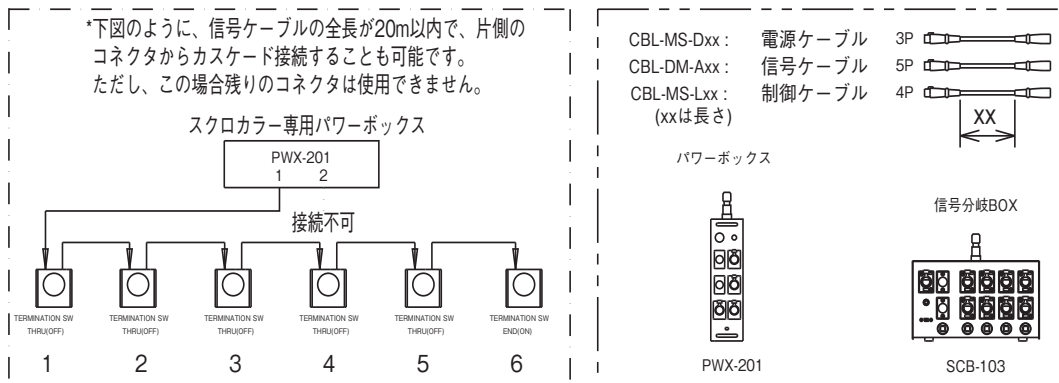 *下図のように、信号ケーブルの全長が20m以内で、片側の
コネクタからカスケード接続することも可能です。
ただし、この場合残りのコネクタは使用できません。
スクロカラー専用パワーボックス
PWX-201
1 2
接続不可
TERMINATION SW
THRU(OFF)
1
TERMINATION SW
THRU(OFF)
2
TERMINATION SW
THRU(OFF)
3
TERMINATION SW
THRU(OFF)
4
TERMINATION SW
THRU(OFF)
5
TERMINATION SW
END(ON)
6
CBL-MS-Dxx : 電源ケーブル 3P
CBL-DM-Axx : 信号ケーブル 5P
CBL-MS-Lxx : 制御ケーブル 4P
(xxは長さ)
XX
パワーボックス
PWX-201
信号分岐BOX
SCB-103